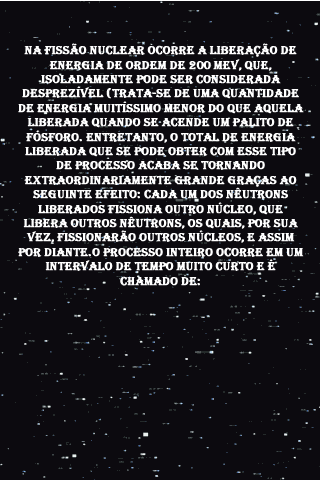 NA FISSÃO NUCLEAR OCORRE A LIBERAÇÃO DE
ENERGIA DE ORDEM DE 200 MEV, QUE,
ISOLADAMENTE PODE SER CONSIDERADA
DESPREZÍVEL (TRATA-SE DE UMA QUANTIDADE
DE ENERGIA MUITÍSSIMO MENOR DO QUE AQUELA
LIBERADA QUANDO SE ACENDE UM PALITO DE
FÓSFORO. ENTRETANTO, O TOTAL DE ENERGIA
LIBERADA QUE SE PODE OBTER COM ESSE TIPO
DE PROCESSO ACABA SE TORNANDO
EXTRAORDINARIAMENTE GRANDE GRAÇAS AO
SEGUINTE EFEITO: CADA UM DOS NÊUTRONS
LIBERADOS FISSIONA OUTRO NÚCLEO, QUE
LIBERA OUTROS NÊUTRONS, OS QUAIS, POR SUA
VEZ, FISSIONARÃO OUTROS NÚCLEOS, E ASSIM
POR DIANTE.O PROCESSO INTEIRO OCORRE EM UM
INTERVALO DE TEMPO MUITO CURTO E É
CHAMADO DE: